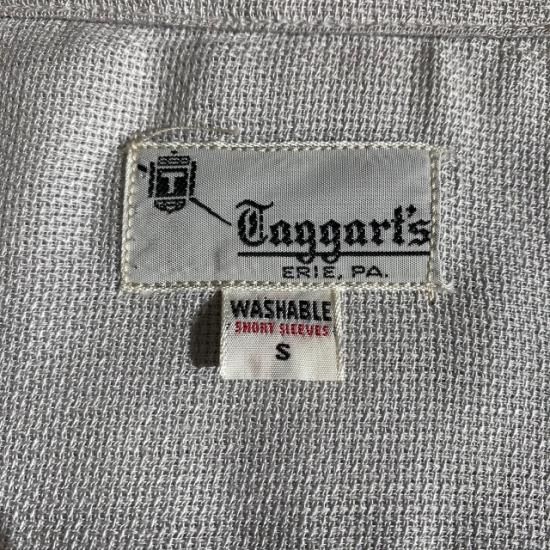 T
Taggart's
ERIE, PA.
WASHABLE
SHORT SLEEVES
S